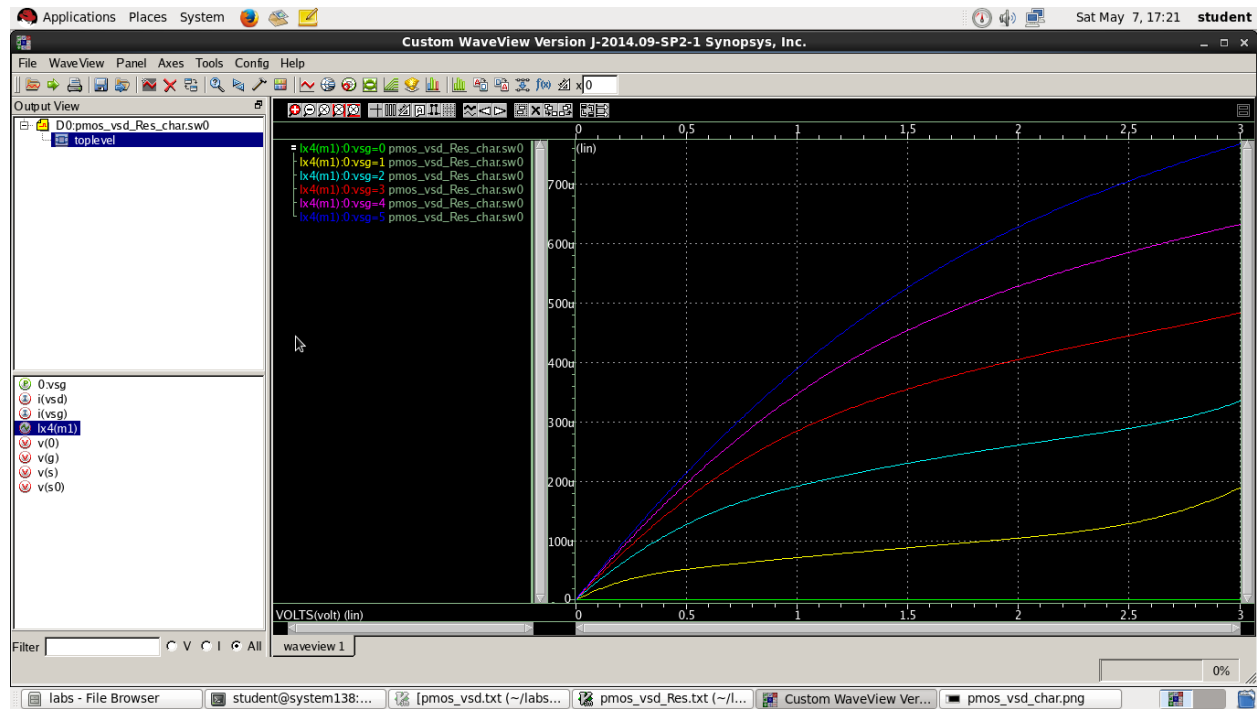 Applications Places System Sat May 7, 17:21 student
Custom WaveView Version J-2014.09-SP2-1 Synopsys, Inc.
File WaveView Panel Axes Tools Config Help
x 0
Output View
D0:pmos_vsd_Res_char.sw0
toplevel
0 0,5 1 1,5 2 2,5 3
(lin)
lx4(m1):0:vsg=0 pmos_vsd_Res_char.sw0
lx4(m1):0:vsg=1 pmos_vsd_Res_char.sw0
lx4(m1):0:vsg=2 pmos_vsd_Res_char.sw0
lx4(m1):0:vsg=3 pmos_vsd_Res_char.sw0
lx4(m1):0:vsg=4 pmos_vsd_Res_char.sw0
lx4(m1):0:vsg=5 pmos_vsd_Res_char.sw0
700u
600u
500u
400u
300u
200u
100u
0
0:vsg
i(vsd)
i(vsg)
lx4(m1)
v(0)
v(g)
v(s)
v(s0)
VOLTS(volt) (lin)
0 0,5 1 1,5 2 2,5 3
Filter V I All
waveview 1
0%
labs - File Browser
student@system138:...
[pmos_vsd.txt (~/labs...
pmos_vsd_Res.txt (~/l...
Custom WaveView Ver...
pmos_vsd_char.png